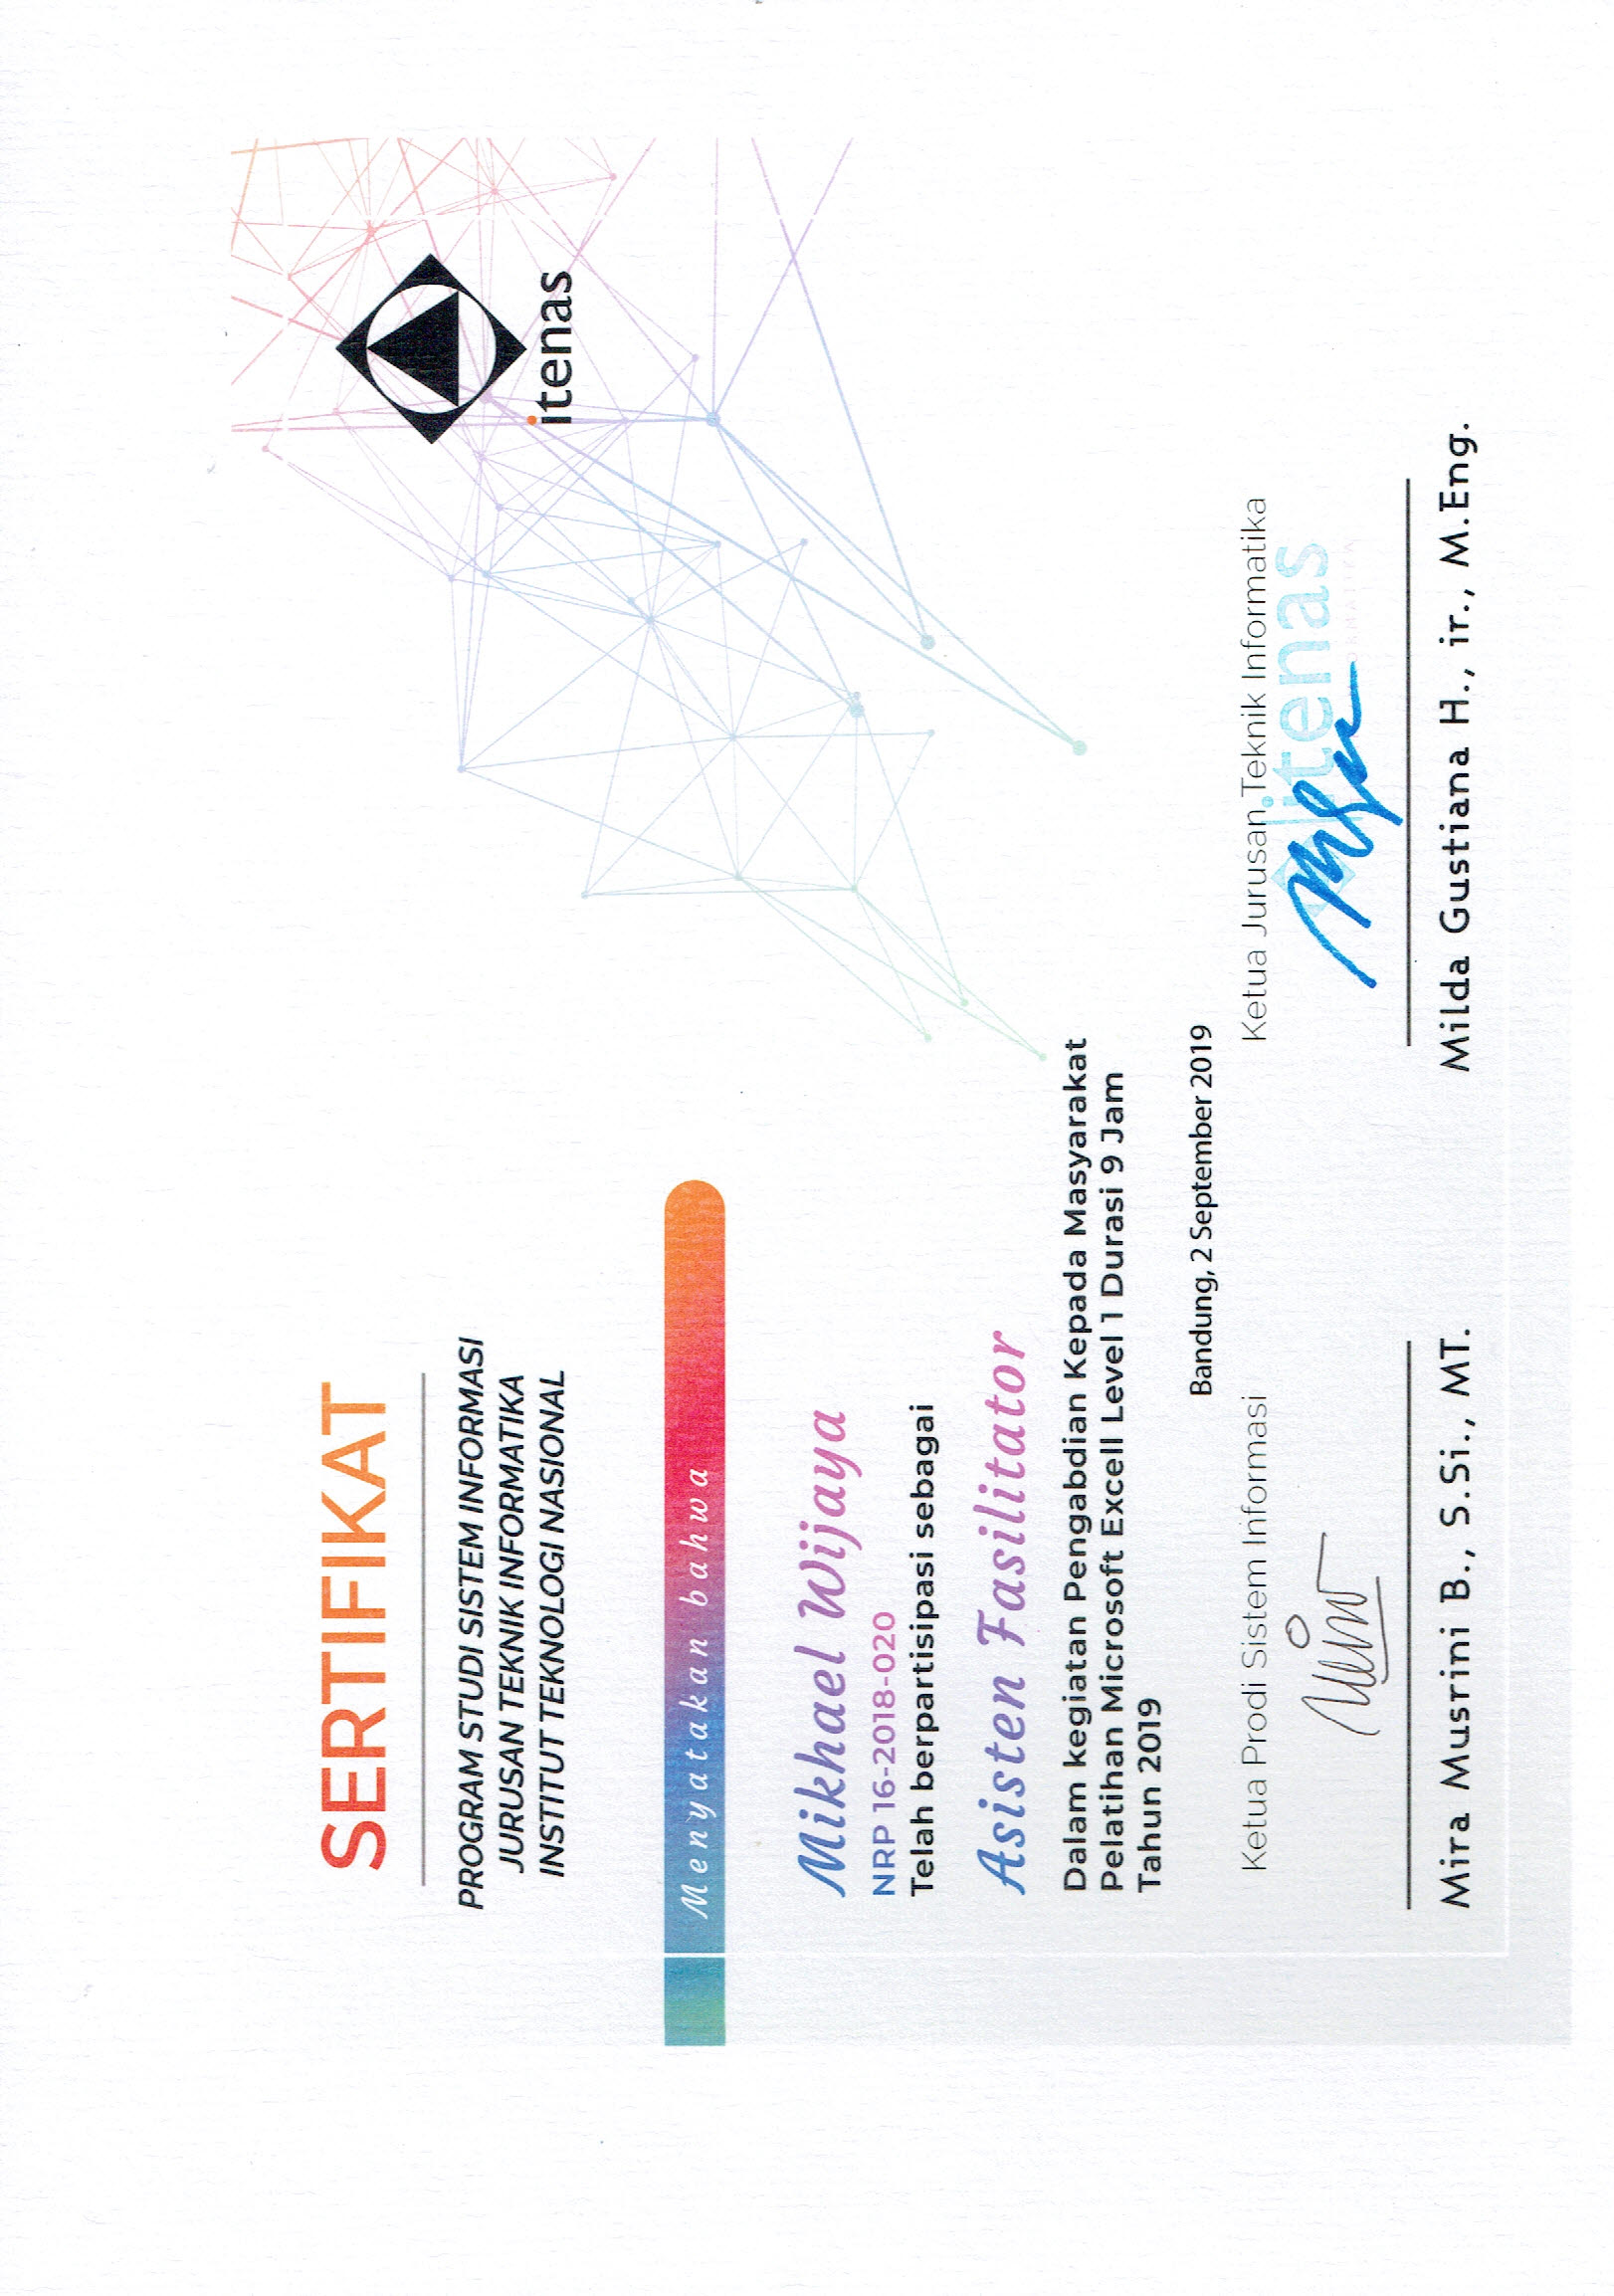 SERTIFIKAT
PROGRAM STUDI SISTEM INFORMASI
JURUSAN TEKNIK INFORMATIKA
INSTITUT TEKNOLOGI NASIONAL
itenas
Menyatakan bahwa
Mikhael Wijaya
NRP 16-2018-020
Telah berpartisipasi sebagai
Asisten Fasilitator
Dalam kegiatan Pengabdian Kepada Masyarakat
Pelatihan Microsoft Excell Level 1 Durasi 9 Jam
Tahun 2019
Bandung, 2 September 2019
Ketua Prodi Sistem Informasi
Ketua Jurusan Teknik Informatika
itenas
Mira Musrini B., S.Si., MT.
Milda Gustiana H., ir., M.Eng.